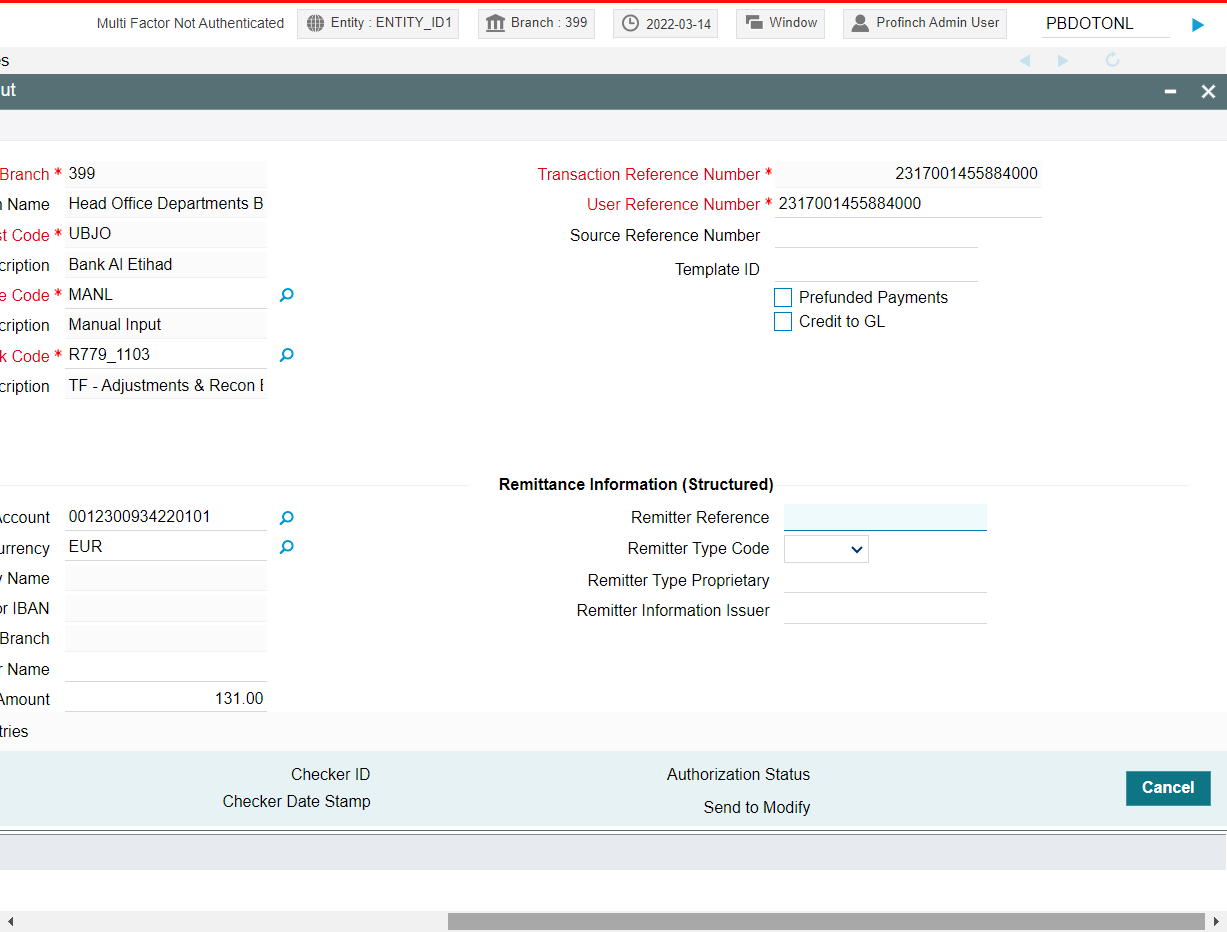 Multi Factor Not Authenticated Entity : ENTITY_ID1 Branch : 399 2022-03-14 Window Profinch Admin User PBDOTONL
s
ut
Branch * 399
n Name Head Office Departments B
st Code * UBJO
cription Bank Al Etihad
e Code * MANL
cription Manual Input
k Code * R779_1103
cription TF - Adjustments & Recon E
Transaction Reference Number * 2317001455884000
User Reference Number * 2317001455884000
Source Reference Number
Template ID
Prefunded Payments
Credit to GL
Account 0012300934220101
urrency EUR
y Name
or IBAN
Branch
r Name
Amount 131.00
Remittance Information (Structured)
Remitter Reference
Remitter Type Code
Remitter Type Proprietary
Remitter Information Issuer
tries
Checker ID
Checker Date Stamp
Authorization Status
Send to Modify
Cancel